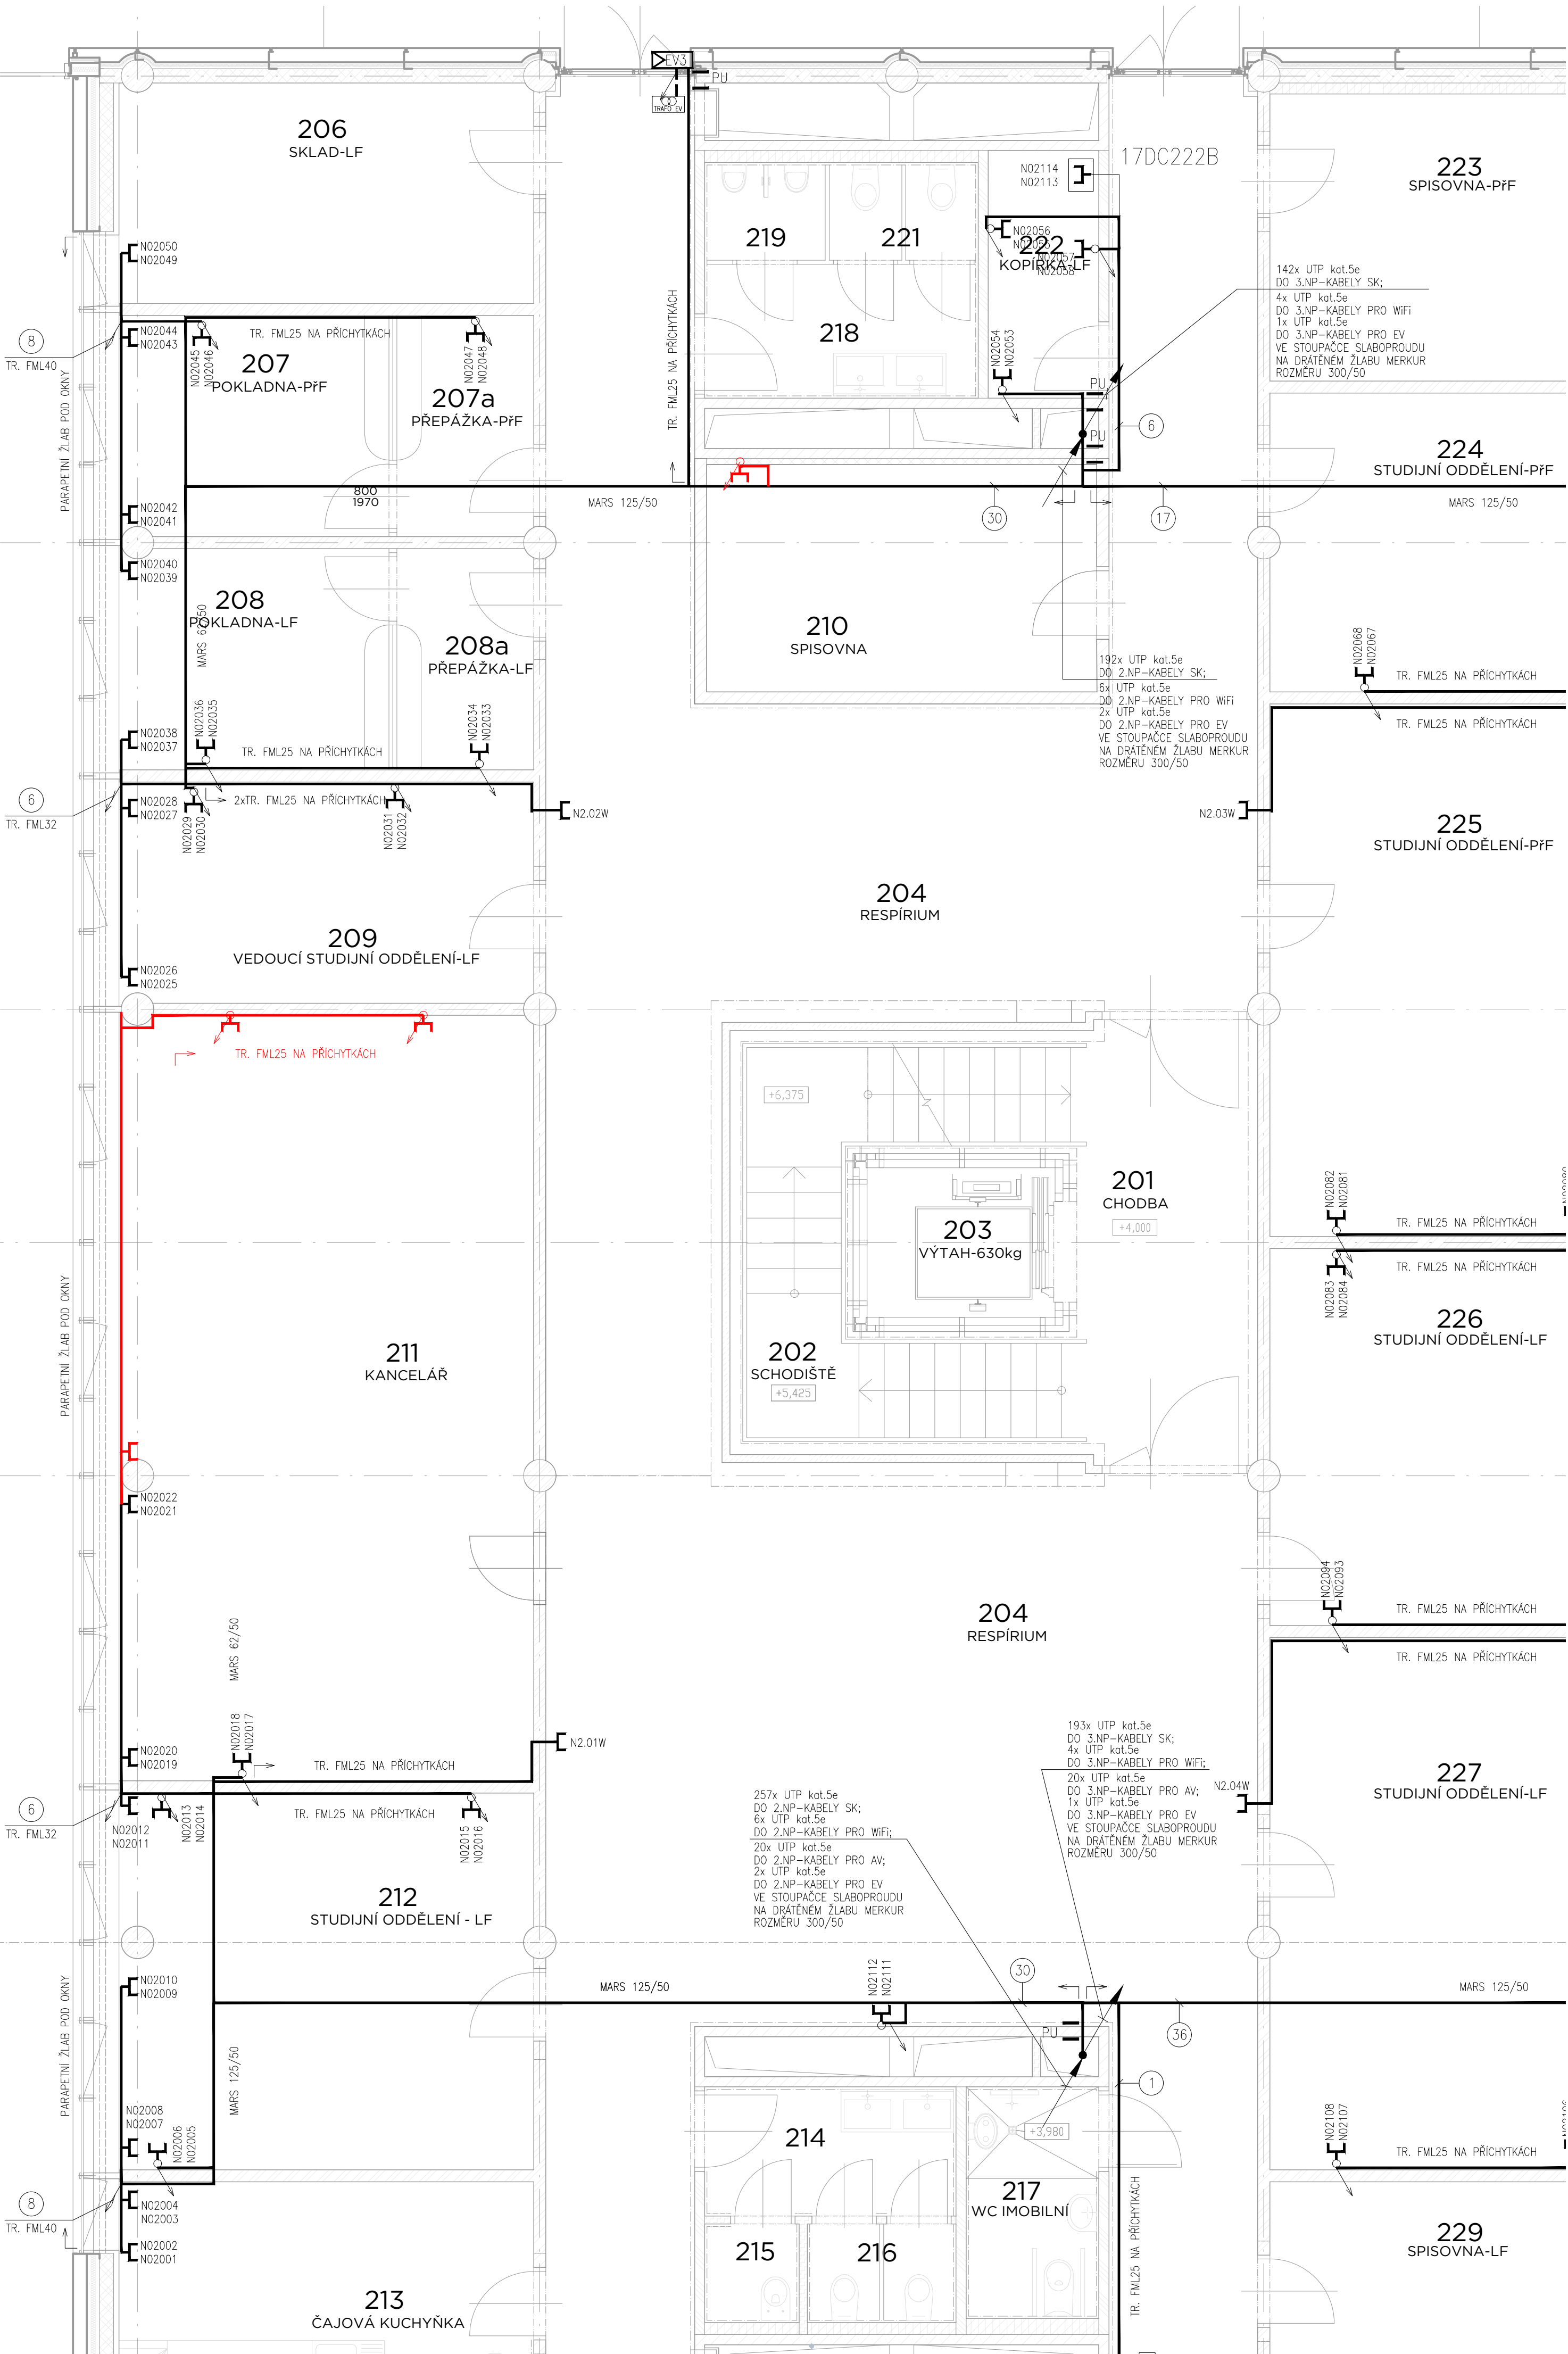 EV3
PU
TRAFO EV
206
SKLAD-LF
17DC222B
N02114
N02113
223
SPISOVNA-PřF
219
221
N02056
N02055
222
KOPÍRKA-LF
N02057
N02058
N02050
N02049
142x UTP kat.5e
DO 3.NP-KABELY SK;
4x UTP kat.5e
DO 3.NP-KABELY PRO WiFi
1x UTP kat.5e
DO 3.NP-KABELY PRO EV
VE STOUPAČCE SLABOPROUDU
NA DRÁTĚNÉM ŽLABU MERKUR
ROZMĚRU 300/50
8
TR. FML40
N02044
N02043
N02045
N02046
TR. FML25 NA PŘÍCHYTKÁCH
N02047
N02048
207
POKLADNA-PřF
207a
PŘEPÁŽKA-PřF
TR. FML25 NA PŘÍCHYTKÁCH
218
N02054
N02053
PU
PU
6
PARAPETNÍ ŽLAB POD OKNY
224
STUDIJNÍ ODDĚLENÍ-PřF
800
1970
MARS 125/50
30
17
MARS 125/50
N02042
N02041
N02040
N02039
208
POKLADNA-LF
MARS 62/50
208a
PŘEPÁŽKA-LF
210
SPISOVNA
192x UTP kat.5e
DO 2.NP-KABELY SK;
6x UTP kat.5e
DO 2.NP-KABELY PRO WiFi
2x UTP kat.5e
DO 2.NP-KABELY PRO EV
VE STOUPAČCE SLABOPROUDU
NA DRÁTĚNÉM ŽLABU MERKUR
ROZMĚRU 300/50
N02068
N02067
TR. FML25 NA PŘÍCHYTKÁCH
TR. FML25 NA PŘÍCHYTKÁCH
N02038
N02037
N02036
N02035
TR. FML25 NA PŘÍCHYTKÁCH
N02034
N02033
6
TR. FML32
N02028
N02027
N02029
N02030
2xTR. FML25 NA PŘÍCHYTKÁCH
N02031
N02032
N2.02W
N2.03W
225
STUDIJNÍ ODDĚLENÍ-PřF
204
RESPÍRIUM
209
VEDOUCÍ STUDIJNÍ ODDĚLENÍ-LF
N02026
N02025
TR. FML25 NA PŘÍCHYTKÁCH
+6,375
201
CHODBA
+4,000
203
VÝTAH-630kg
N02082
N02081
TR. FML25 NA PŘÍCHYTKÁCH
TR. FML25 NA PŘÍCHYTKÁCH
N02083
N02084
226
STUDIJNÍ ODDĚLENÍ-LF
PARAPETNÍ ŽLAB POD OKNY
211
KANCELÁŘ
202
SCHODIŠTĚ
+5,425
N02022
N02021
N02094
N02093
TR. FML25 NA PŘÍCHYTKÁCH
TR. FML25 NA PŘÍCHYTKÁCH
204
RESPÍRIUM
MARS 62/50
N02020
N02019
N02018
N02017
TR. FML25 NA PŘÍCHYTKÁCH
N2.01W
193x UTP kat.5e
DO 3.NP-KABELY SK;
4x UTP kat.5e
DO 3.NP-KABELY PRO WiFi;
20x UTP kat.5e
DO 3.NP-KABELY PRO AV;
1x UTP kat.5e
DO 3.NP-KABELY PRO EV
VE STOUPAČCE SLABOPROUDU
NA DRÁTĚNÉM ŽLABU MERKUR
ROZMĚRU 300/50
N2.04W
227
STUDIJNÍ ODDĚLENÍ-LF
6
TR. FML32
N02012
N02011
N02013
N02014
TR. FML25 NA PŘÍCHYTKÁCH
N02015
N02016
257x UTP kat.5e
DO 2.NP-KABELY SK;
6x UTP kat.5e
DO 2.NP-KABELY PRO WiFi;
20x UTP kat.5e
DO 2.NP-KABELY PRO AV;
2x UTP kat.5e
DO 2.NP-KABELY PRO EV
VE STOUPAČCE SLABOPROUDU
NA DRÁTĚNÉM ŽLABU MERKUR
ROZMĚRU 300/50
212
STUDIJNÍ ODDĚLENÍ - LF
N02010
N02009
MARS 125/50
N02112
N02111
30
MARS 125/50
36
PU
1
PARAPETNÍ ŽLAB POD OKNY
MARS 125/50
N02008
N02007
N02006
N02005
214
+3,980
N02108
N02107
TR. FML25 NA PŘÍCHYTKÁCH
8
TR. FML40
N02004
N02003
N02002
N02001
217
WC IMOBILNÍ
TR. FML25 NA PŘÍCHYTKÁCH
215
216
229
SPISOVNA-LF
213
ČAJOVÁ KUCHYŇKA